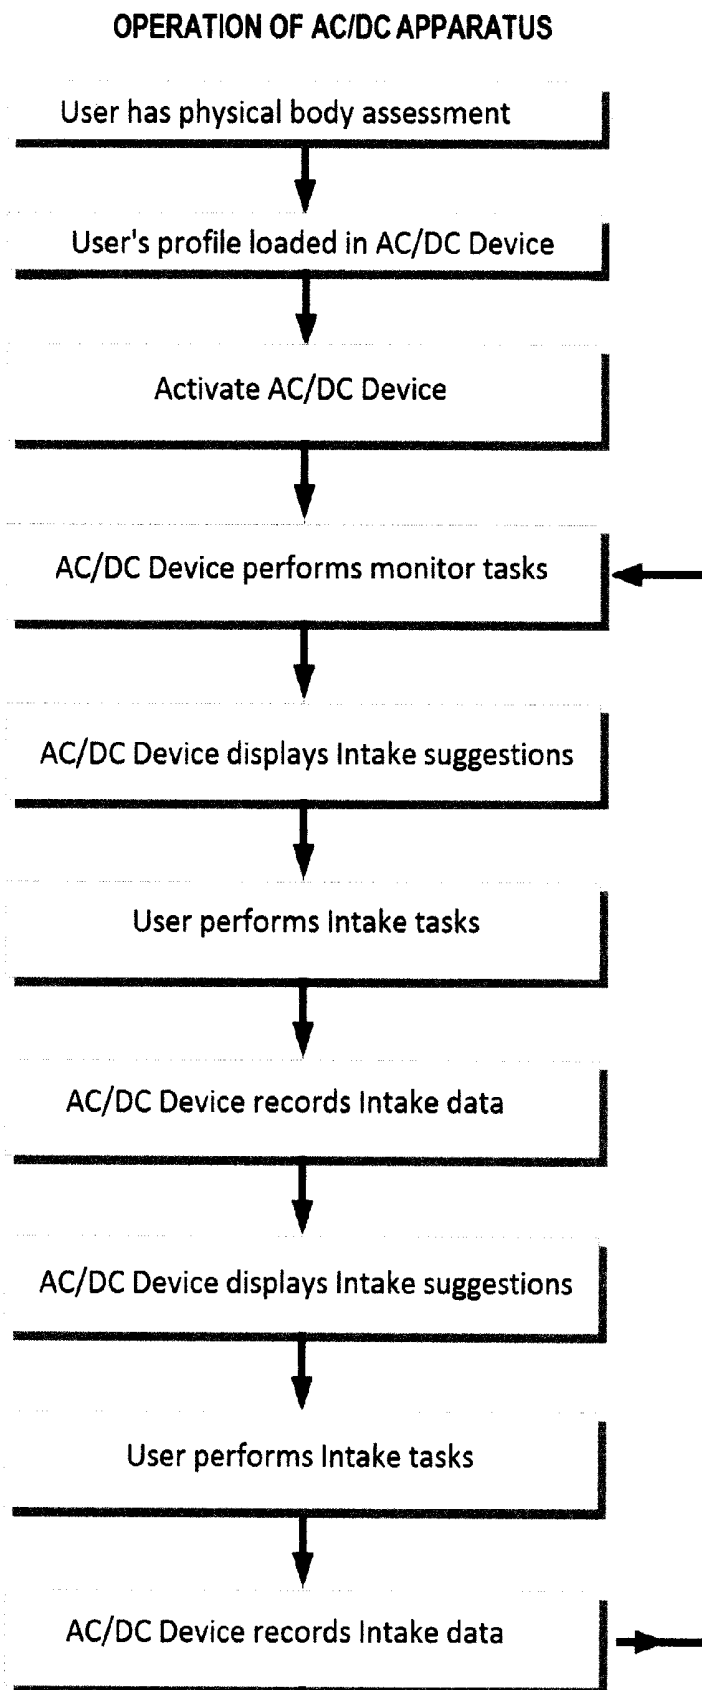 OPERATION OF AC/DC APPARATUS
User has physical body assessment
User's profile loaded in AC/DC Device
Activate AC/DC Device
AC/DC Device performs monitor tasks
AC/DC Device displays Intake suggestions
User performs Intake tasks
AC/DC Device records Intake data
AC/DC Device displays Intake suggestions
User performs Intake tasks
AC/DC Device records Intake data